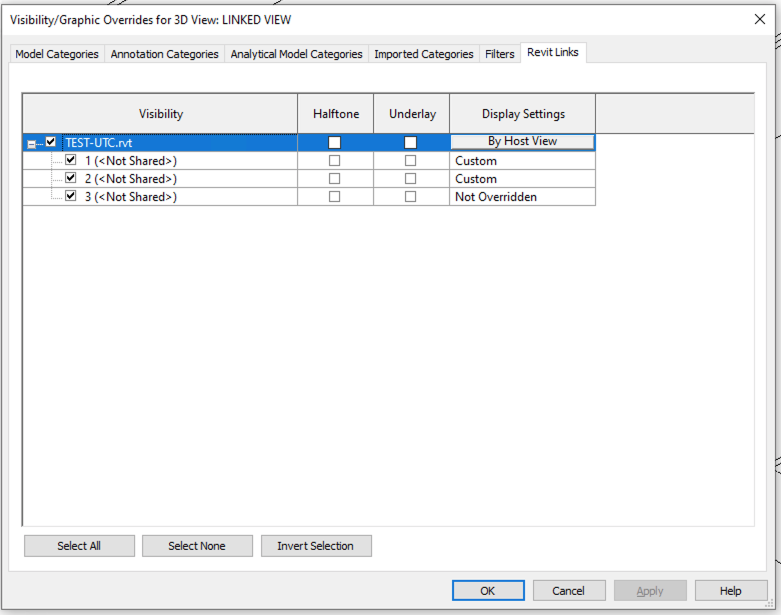 Visibility/Graphic Overrides for 3D View: LINKED VIEW
Model Categories Annotation Categories Analytical Model Categories Imported Categories Filters Revit Links
Visibility Halftone Underlay Display Settings
TEST-UTC.rvt By Host View
1 (<Not Shared>) Custom
2 (<Not Shared>) Custom
3 (<Not Shared>) Not Overridden
Select All Select None Invert Selection
OK Cancel Apply Help